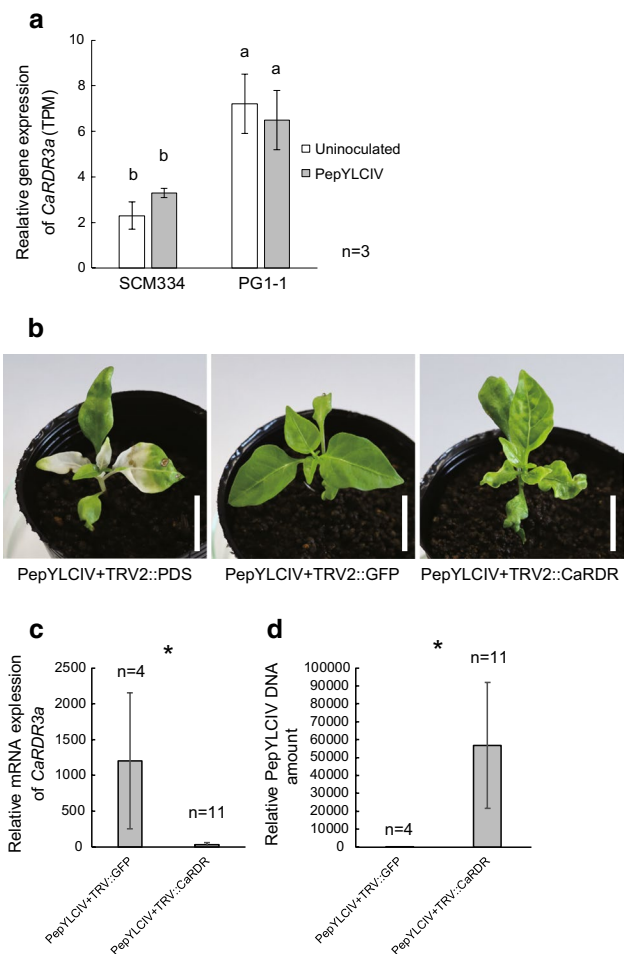 a
Realative gene expression
of CaRDR3a (TPM)
10
8
6
4
2
0
b
b
a
a
Uninoculated
PepYLCIV
n=3
SCM334
PG1-1
b
PepYLCIV+TRV2::PDS
PepYLCIV+TRV2::GFP
PepYLCIV+TRV2::CaRDR
c
Relative mRNA explession
of CaRDR3a
2500
2000
1500
1000
500
0
n=4
*
n=11
PepYLCIV+TRV::GFP
PepYLCIV+TRV::CaRDR
d
Relative PepYLCIV DNA
amount
100000
90000
80000
70000
60000
50000
40000
30000
20000
10000
0
*
n=11
n=4
PepYLCIV+TRV::GFP
PepYLCIV+TRV::CaRDR